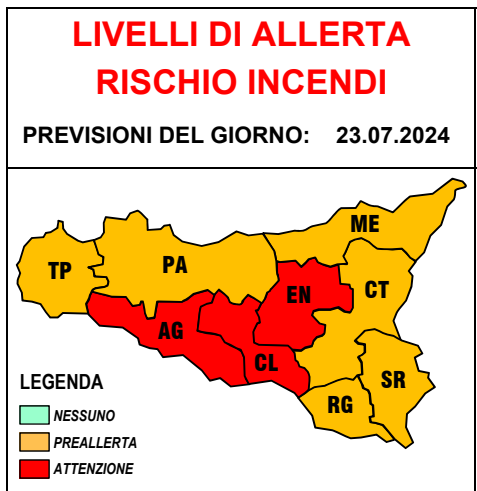 LIVELLI DI ALLERTA
RISCHIO INCENDI
PREVISIONI DEL GIORNO: 23.07.2024
ME
TP
PA
EN
CT
AG
CL
SR
RG
LEGENDA
NESSUNO
PREALLERTA
ATTENZIONE